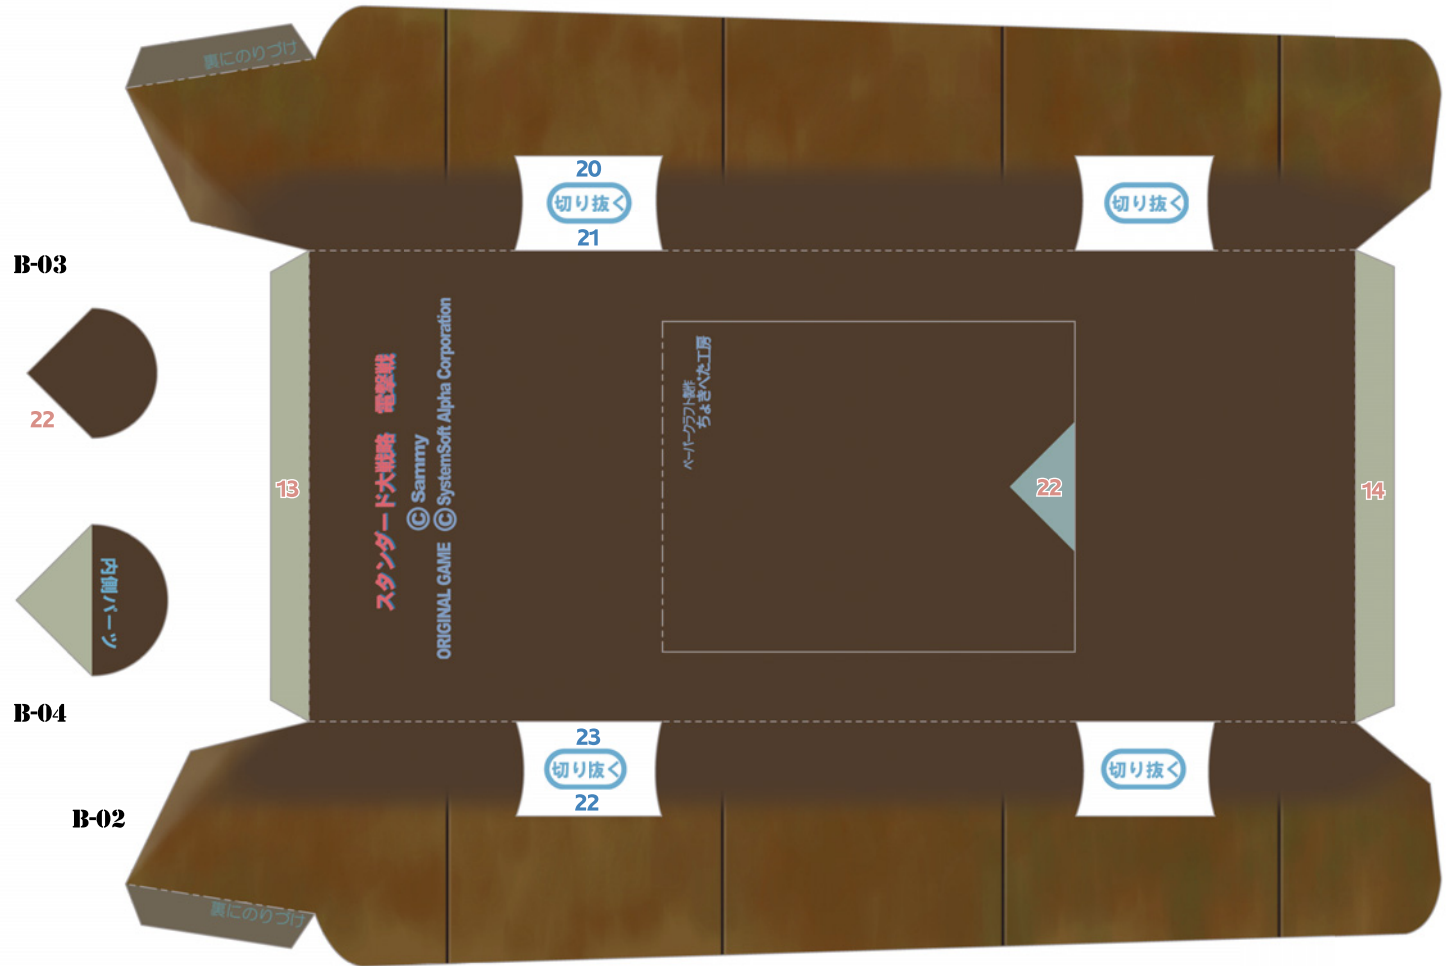 裏にのりづけ
20
切り抜く
21
切り抜く
B-03
22
13
スタンダード大戦略 電撃戦
© Sammy
ORIGINAL GAME © SystemSoft Alpha Corporation
ペーパークラフト製作
ちょきぺた工房
22
14
内側パーツ
B-04
23
切り抜く
22
切り抜く
B-02
裏にのりづけ